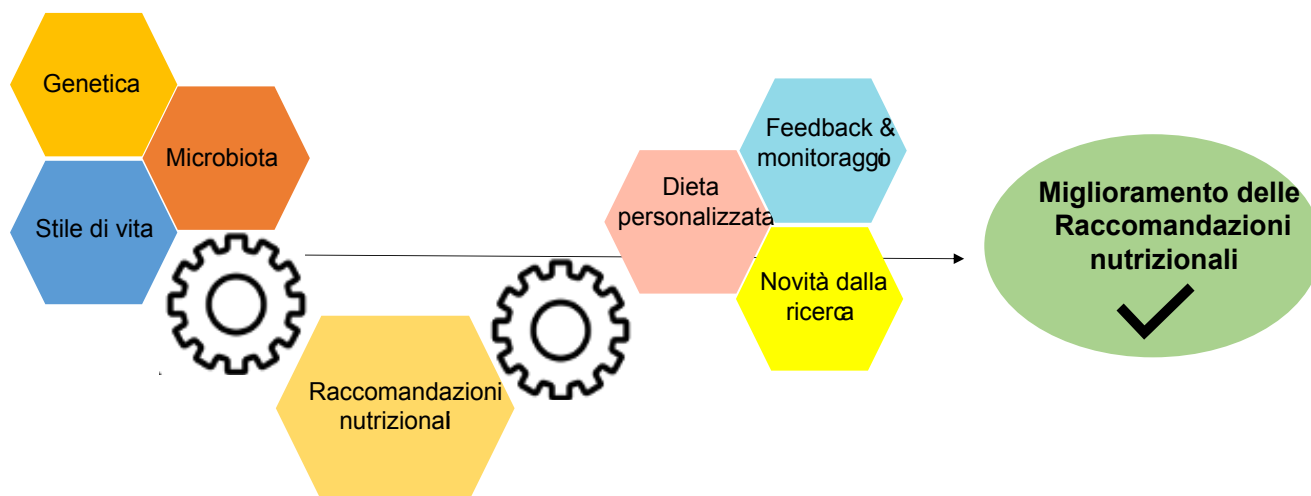 Genetica
Microbiota
Stile di vita
Raccomandazioni
nutrizionali
Dieta
personalizzata
Feedback &
monitoraggio
Novità dalla
ricerca
Miglioramento delle
Raccomandazioni
nutrizionali